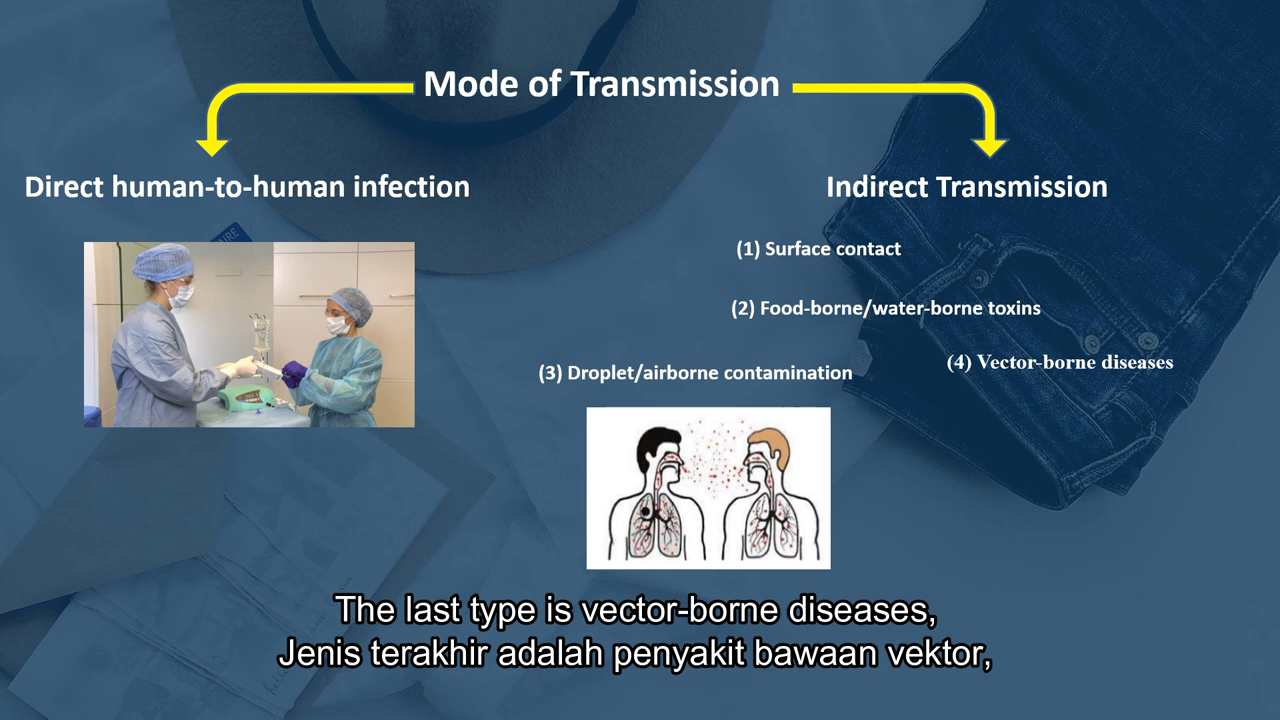 Mode of Transmission
Direct human-to-human infection
Indirect Transmission
(1) Surface contact
(2) Food-borne/water-borne toxins
(3) Droplet/airborne contamination
(4) Vector-borne diseases
The last type is vector-borne diseases,
Jenis terakhir adalah penyakit bawaan vektor,